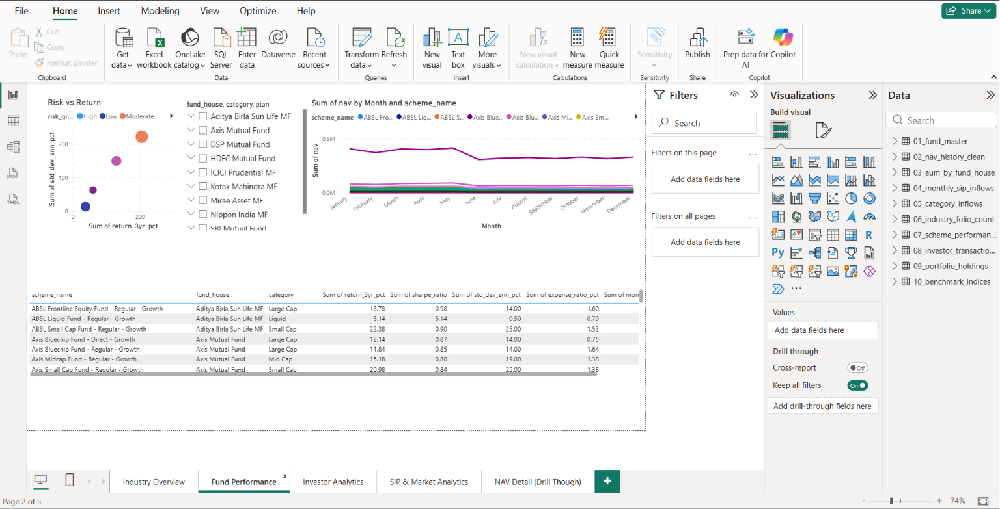 File Home Insert Modeling View Optimize Help Share
Paste
Cut
Copy
Format painter
Clipboard
Get data
Excel workbook
OneLake catalog
SQL Server
Enter data
Dataverse
Recent sources
Data
Transform data
Refresh
Queries
New visual
Text box
More visuals
Insert
New visual calculation
New measure
Quick measure
Calculations
Sensitivity
Sensitivity
Publish
Share
Prep data for AI
Copilot
Copilot
DAX
TMDL
Risk vs Return
risk_gr... High Low Moderate
Sum of std_dev_ann_pct
200
100
0
0 200
Sum of return_3yr_pct
fund_house, category, plan
Aditya Birla Sun Life MF
Axis Mutual Fund
DSP Mutual Fund
HDFC Mutual Fund
ICICI Prudential MF
Kotak Mahindra MF
Mirae Asset MF
Nippon India MF
SBI Mutual Fund
Sum of nav by Month and scheme_name
scheme_name ABSL Fro... ABSL Liq... ABSL S... Axis Blue... Axis Blu... Axis Mi... Axis Sm...
Sum of nav
0.5M
0.0M
January February March April May June July August September October November December
Month
scheme_name fund_house category Sum of return_3yr_pct Sum of sharpe_ratio Sum of std_dev_ann_pct Sum of expense_ratio_pct Sum of morn
ABSL Frontline Equity Fund - Regular - Growth Aditya Birla Sun Life MF Large Cap 13.78 0.98 14.00 1.60
ABSL Liquid Fund - Regular - Growth Aditya Birla Sun Life MF Liquid 5.14 5.14 0.50 0.79
ABSL Small Cap Fund - Regular - Growth Aditya Birla Sun Life MF Small Cap 22.38 0.90 25.00 1.53
Axis Bluechip Fund - Direct - Growth Axis Mutual Fund Large Cap 12.14 0.87 14.00 0.75
Axis Bluechip Fund - Regular - Growth Axis Mutual Fund Large Cap 11.84 0.85 14.00 1.64
Axis Midcap Fund - Regular - Growth Axis Mutual Fund Mid Cap 15.18 0.80 19.00 1.38
Axis Small Cap Fund - Regular - Growth Axis Mutual Fund Small Cap 20.98 0.84 25.00 1.38
Filters
Search
Filters on this page ...
Add data fields here
Filters on all pages ...
Add data fields here
Visualizations
Build visual
123
R
Py
...
Values
Add data fields here
Drill through
Cross-report Off
Keep all filters On
Add drill-through fields here
Data
Search
01_fund_master
02_nav_history_clean
03_aum_by_fund_house
04_monthly_sip_inflows
05_category_inflows
06_industry_folio_count
07_scheme_performan...
08_investor_transactio...
09_portfolio_holdings
10_benchmark_indices
Industry Overview Fund Performance x Investor Analytics SIP & Market Analytics NAV Detail (Drill Though) +
Page 2 of 5 - + 74%